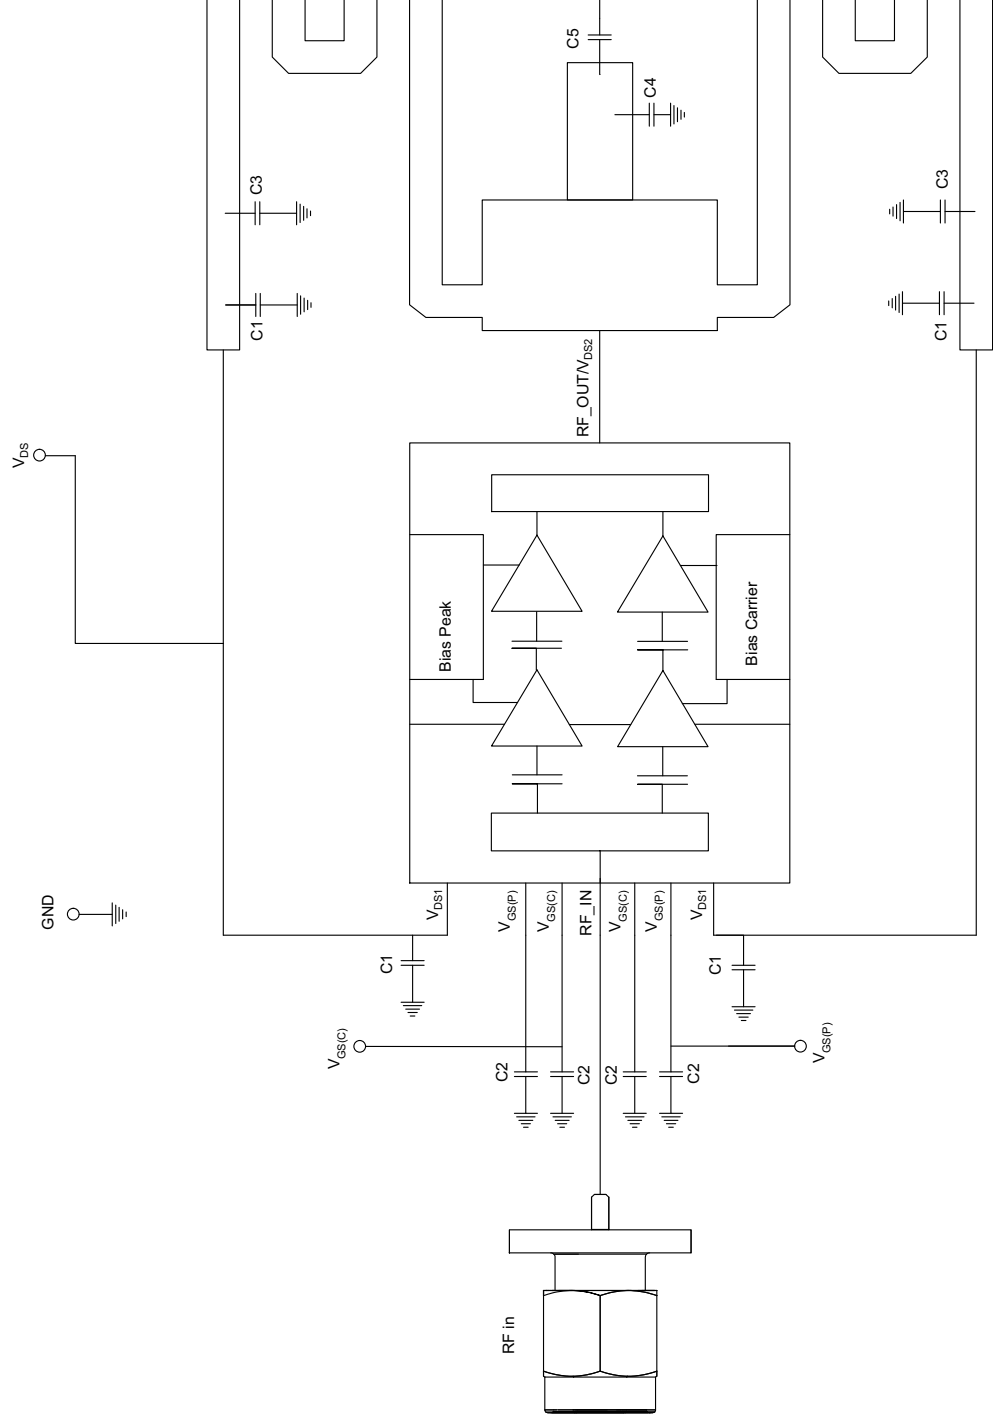 C5
C4
C3
C3
C1
C1
RF_OUT/VDS2
VDS
Bias Peak
Bias Carrier
GND
VDS1
VGS(P)
VGS(C)
RF_IN
VGS(C)
VGS(P)
VDS1
C1
C1
VGS(C)
VGS(P)
C2
C2
C2
C2
RF in